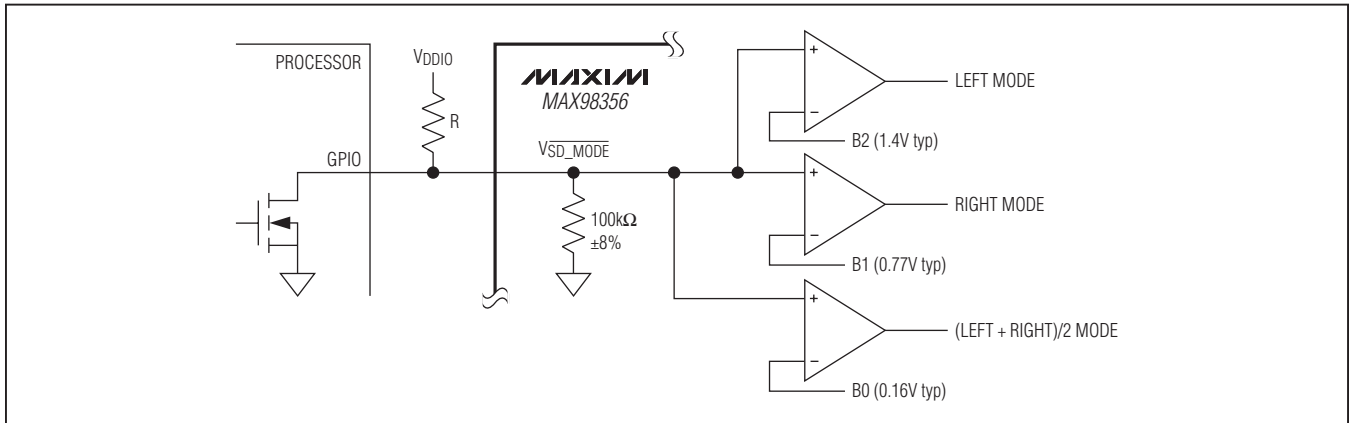 PROCESSOR
VDDIO
R
GPIO
MAXIM
MAX98356
VSD_MODE
100kΩ
±8%
+
−
LEFT MODE
B2 (1.4V typ)
+
−
RIGHT MODE
B1 (0.77V typ)
+
−
(LEFT + RIGHT)/2 MODE
B0 (0.16V typ)